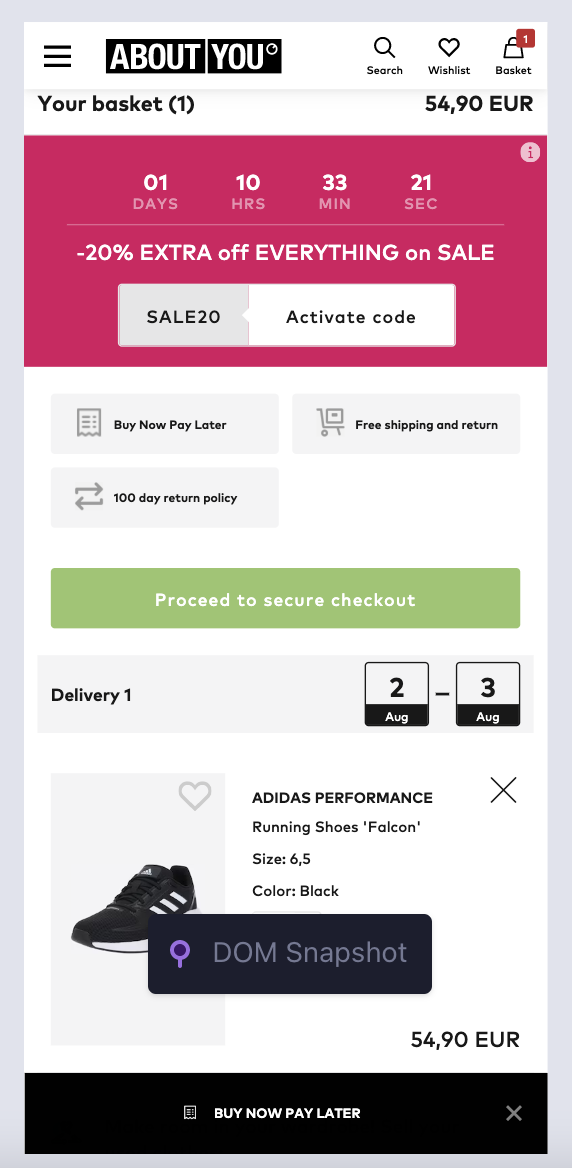 ABOUT YOU°
1
Search
Wishlist
Basket
Your basket (1)
54,90 EUR
01
10
33
21
DAYS
HRS
MIN
SEC
-20% EXTRA off EVERYTHING on SALE
SALE20
Activate code
Buy Now Pay Later
Free shipping and return
100 day return policy
Proceed to secure checkout
Delivery 1
2
–
3
Aug
Aug
ADIDAS PERFORMANCE
Running Shoes 'Falcon'
Size: 6,5
Color: Black
DOM Snapshot
54,90 EUR
BUY NOW PAY LATER